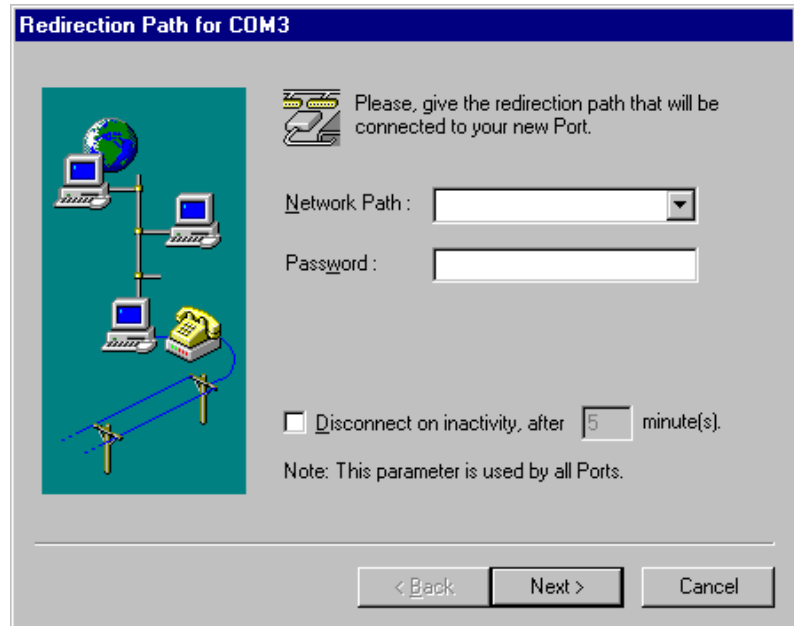 Redirection Path for COM3
Please, give the redirection path that will be
connected to your new Port.
Network Path :
Password :
Disconnect on inactivity, after 5 minute(s).
Note: This parameter is used by all Ports.
< Back Next > Cancel